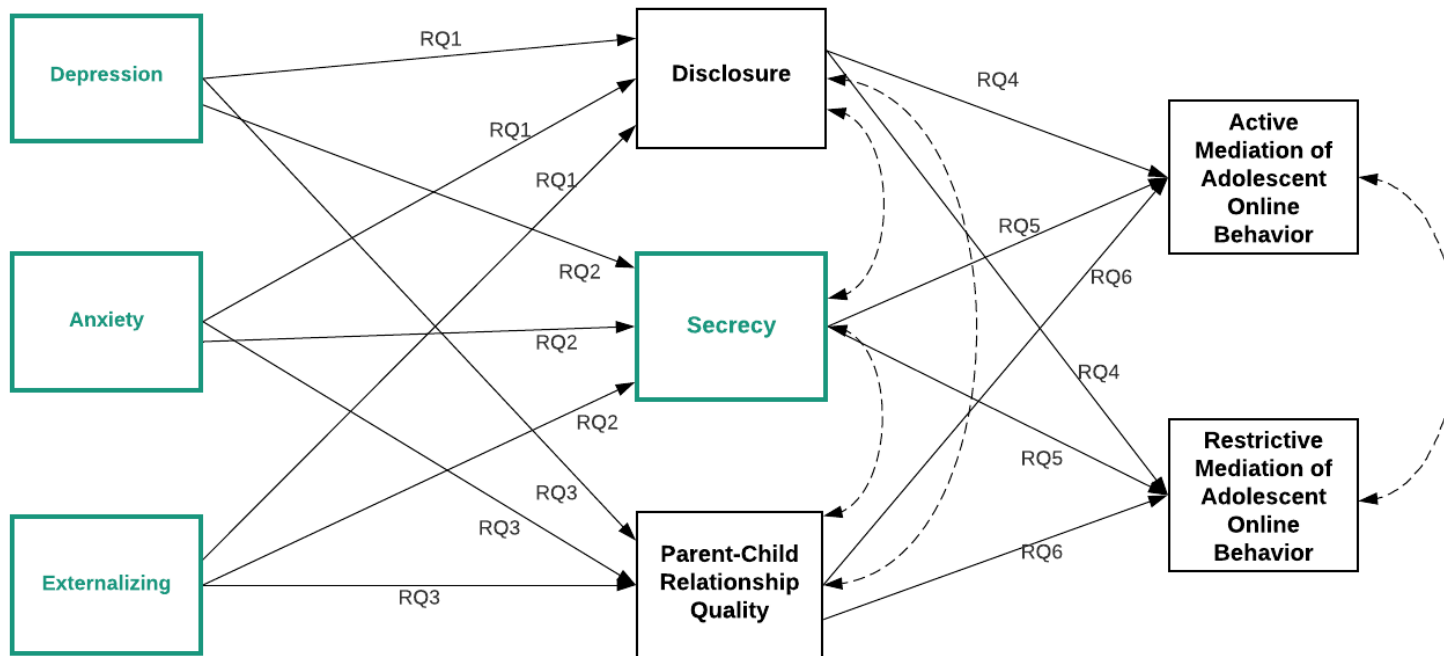 Depression
Anxiety
Externalizing
RQ1
RQ1
RQ1
RQ2
RQ2
RQ2
RQ3
RQ3
RQ3
Disclosure
Secrecy
Parent-Child
Relationship
Quality
RQ4
RQ5
RQ6
RQ4
RQ5
RQ6
Active
Mediation of
Adolescent
Online
Behavior
Restrictive
Mediation of
Adolescent
Online
Behavior